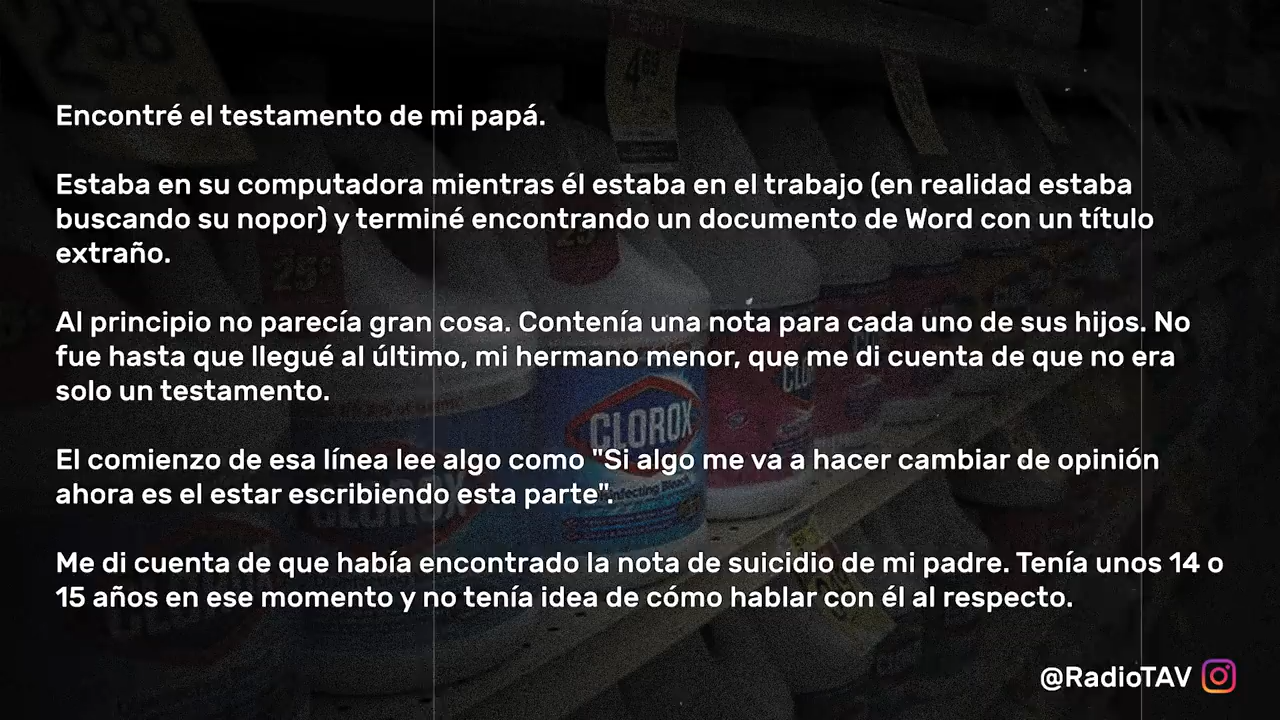 Encontré el testamento de mi papá.
Estaba en su computadora mientras él estaba en el trabajo (en realidad estaba
buscando su nopor) y terminé encontrando un documento de Word con un título
extraño.
Al principio no parecía gran cosa. Contenía una nota para cada uno de sus hijos. No
fue hasta que llegué al último, mi hermano menor, que me di cuenta de que no era
solo un testamento.
El comienzo de esa línea lee algo como "Si algo me va a hacer cambiar de opinión
ahora es el estar escribiendo esta parte".
Me di cuenta de que había encontrado la nota de suicidio de mi padre. Tenía unos 14 o
15 años en ese momento y no tenía idea de cómo hablar con él al respecto.
@RadioTAV
CLOROX
CLOROX